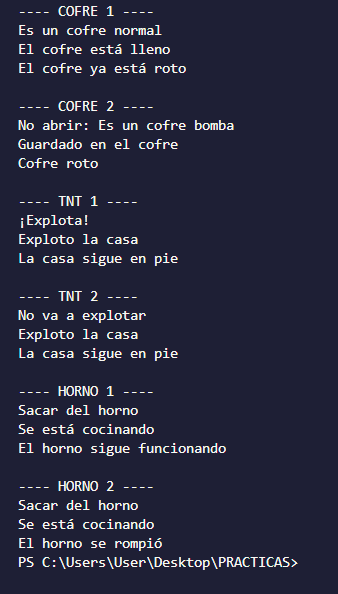 ---- COFRE 1 ----
Es un cofre normal
El cofre está lleno
El cofre ya está roto
---- COFRE 2 ----
No abrir: Es un cofre bomba
Guardado en el cofre
Cofre roto
---- TNT 1 ----
¡Explota!
Exploto la casa
La casa sigue en pie
---- TNT 2 ----
No va a explotar
Exploto la casa
La casa sigue en pie
---- HORNO 1 ----
Sacar del horno
Se está cocinando
El horno sigue funcionando
---- HORNO 2 ----
Sacar del horno
Se está cocinando
El horno se rompió
PS C:\Users\User\Desktop\PRACTICAS>